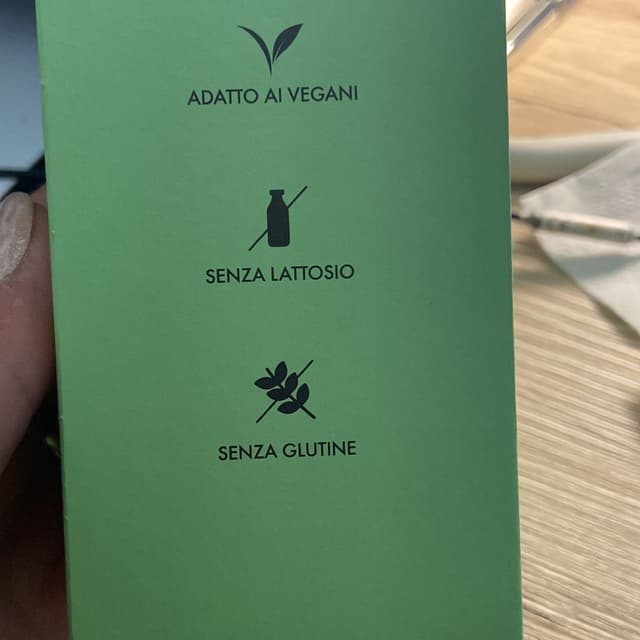 ADATTO AI VEGANI
SENZA LATTOSIO
SENZA GLUTINE